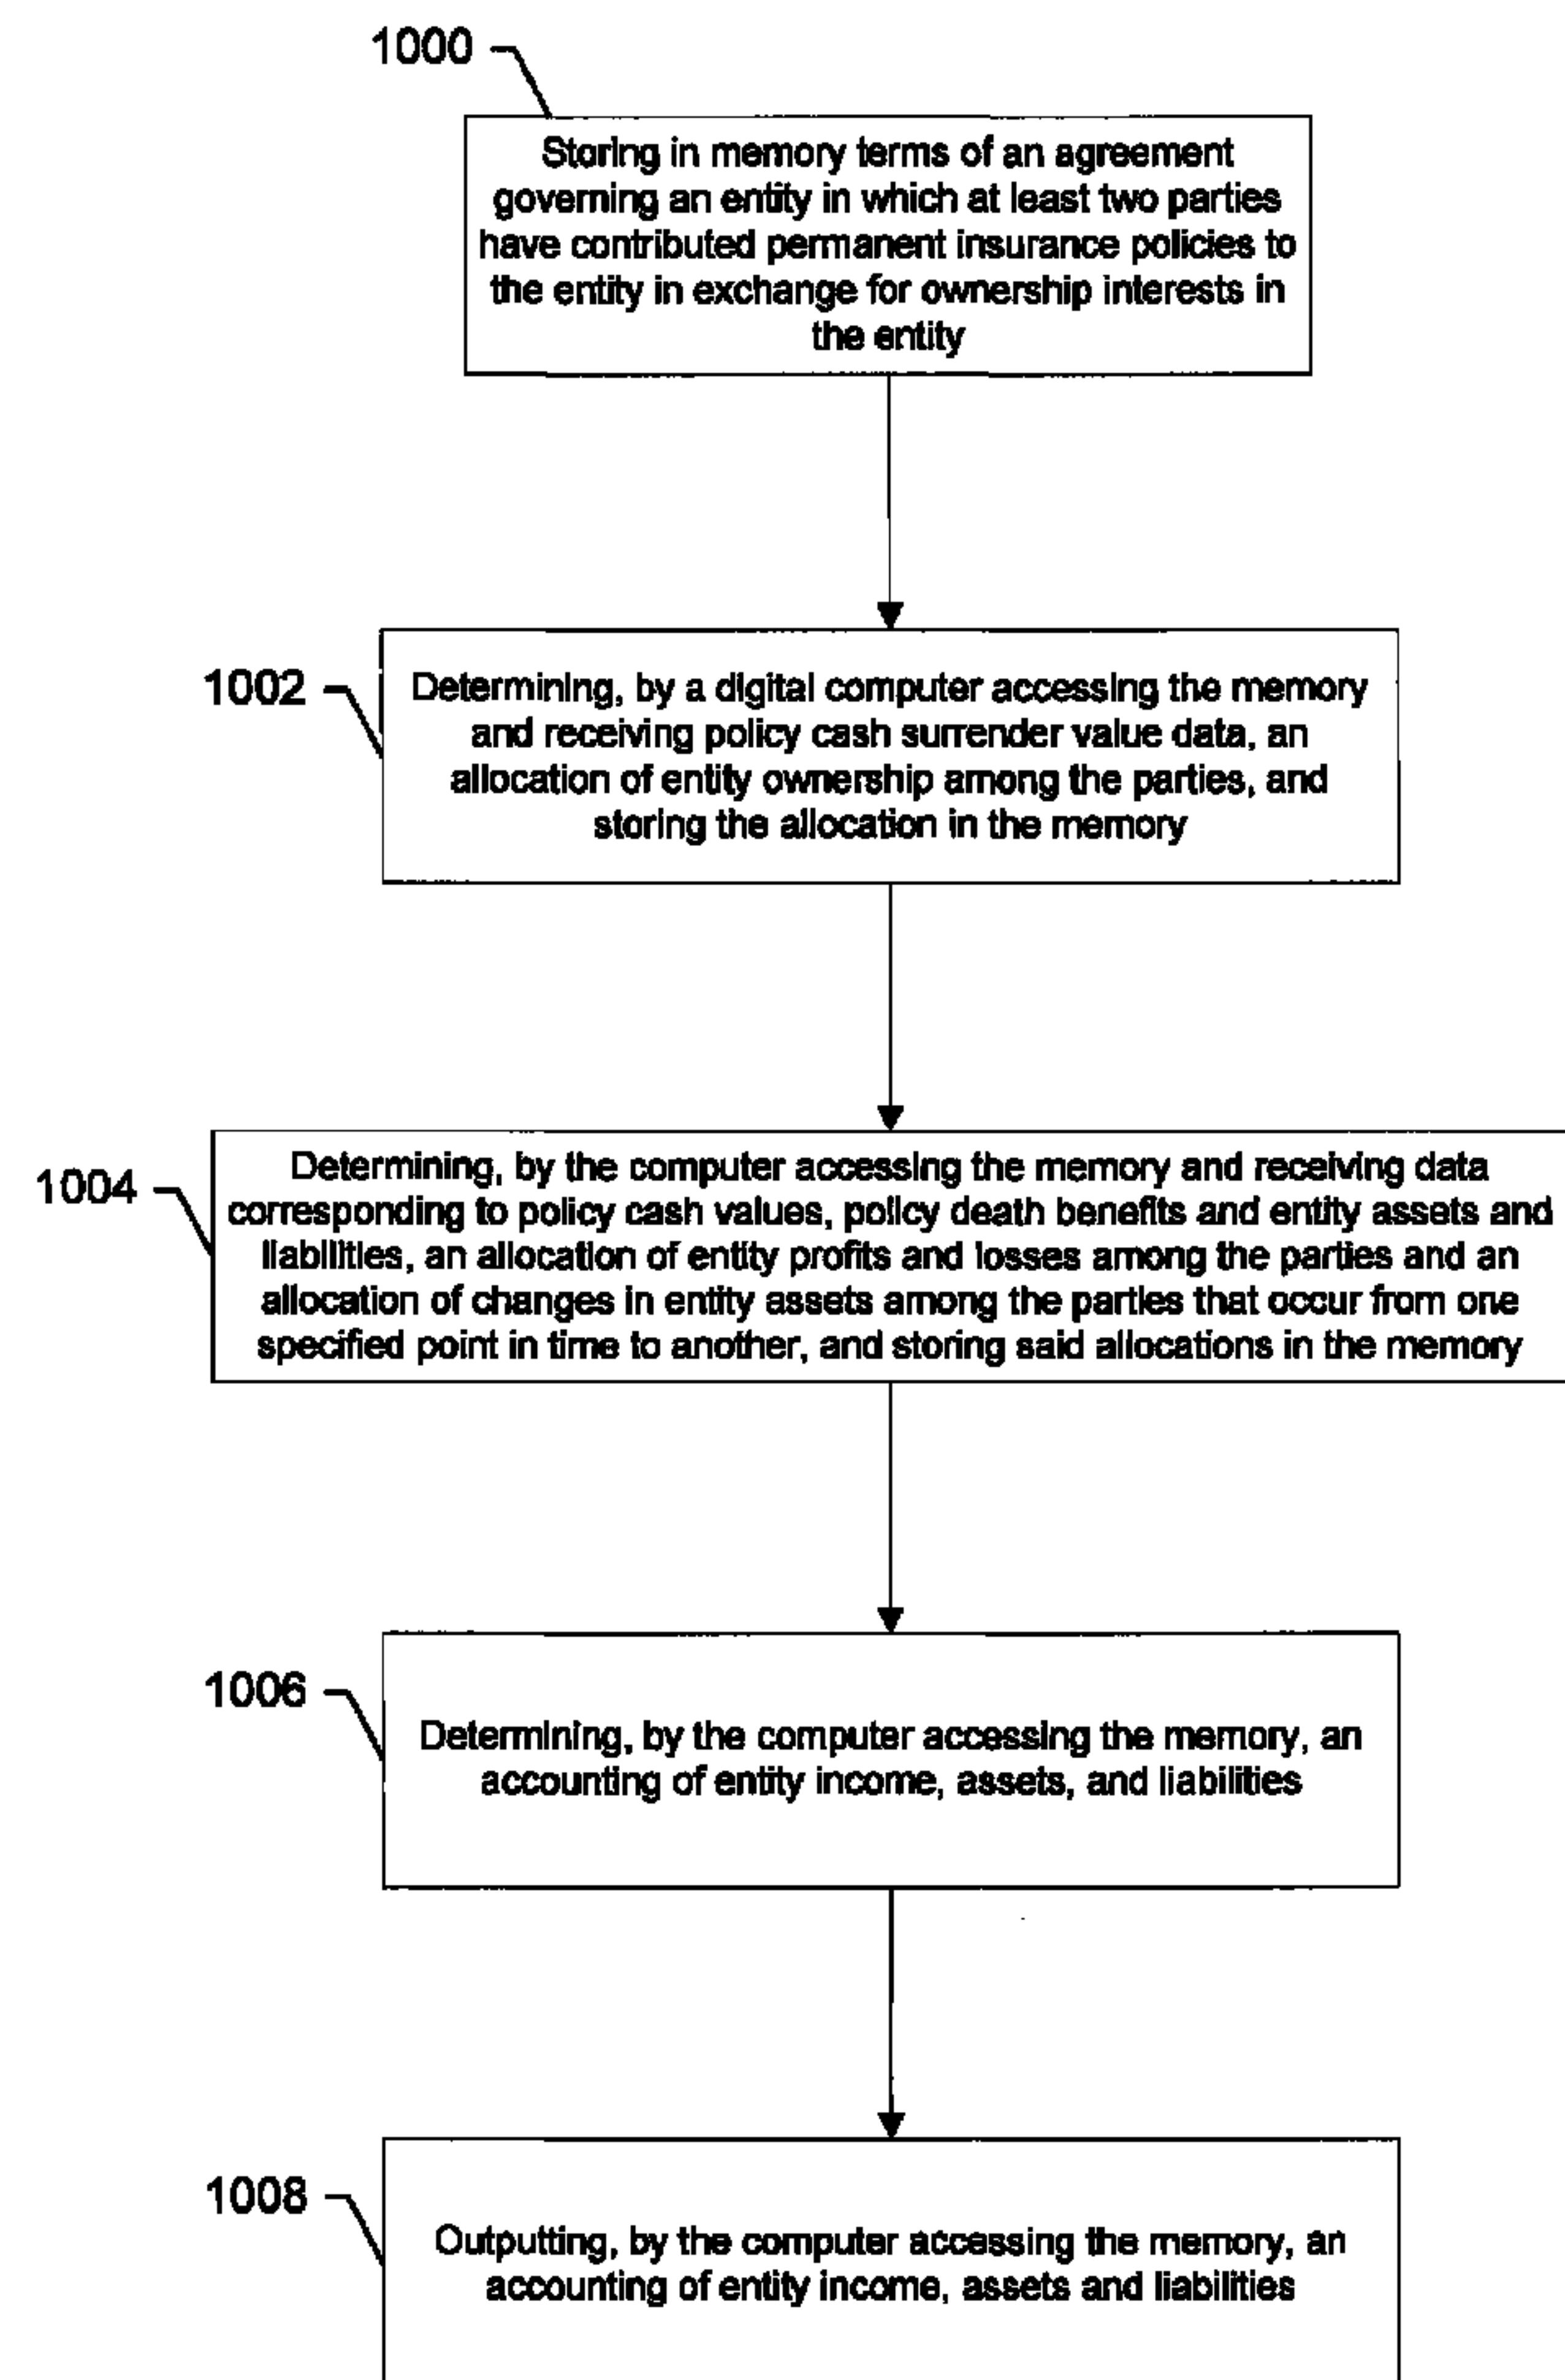 1000
Storing in memory terms of an agreement
governing an entity in which at least two parties
have contributed permanent insurance policies to
the entity in exchange for ownership interests in
the entity
1002
Determining, by a digital computer accessing the memory
and receiving policy cash surrender value data, an
allocation of entity ownership among the parties, and
storing the allocation in the memory
1004
Determining, by the computer accessing the memory and receiving data
corresponding to policy cash values, policy death benefits and entity assets and
liabilities, an allocation of entity profits and losses among the parties and an
allocation of changes in entity assets among the parties that occur from one
specified point in time to another, and storing said allocations in the memory
1006
Determining, by the computer accessing the memory, an
accounting of entity income, assets, and liabilities
1008
Outputting, by the computer accessing the memory, an
accounting of entity income, assets and liabilities